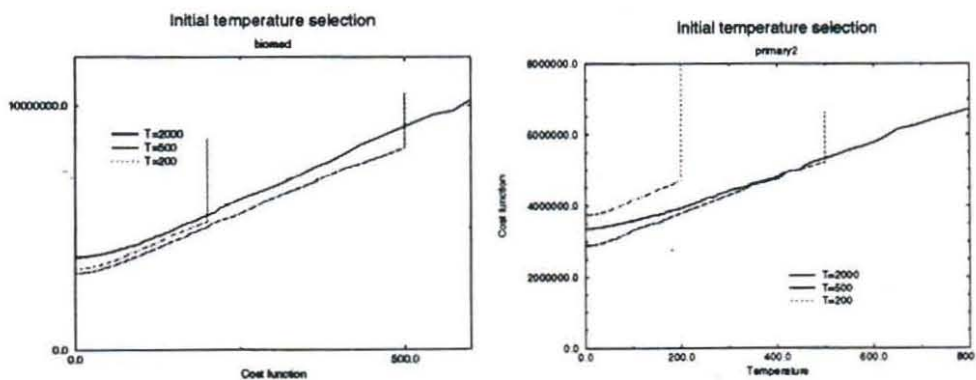 Initial temperature selection
biomed
10000000.0
T=2000
T=500
T=200
0.0
0.0
500.0
Cost function
Initial temperature selection
primary2
8000000.0
6000000.0
4000000.0
2000000.0
0.0
Cost function
T=2000
T=500
T=200
0.0
200.0
400.0
600.0
800
Temperature